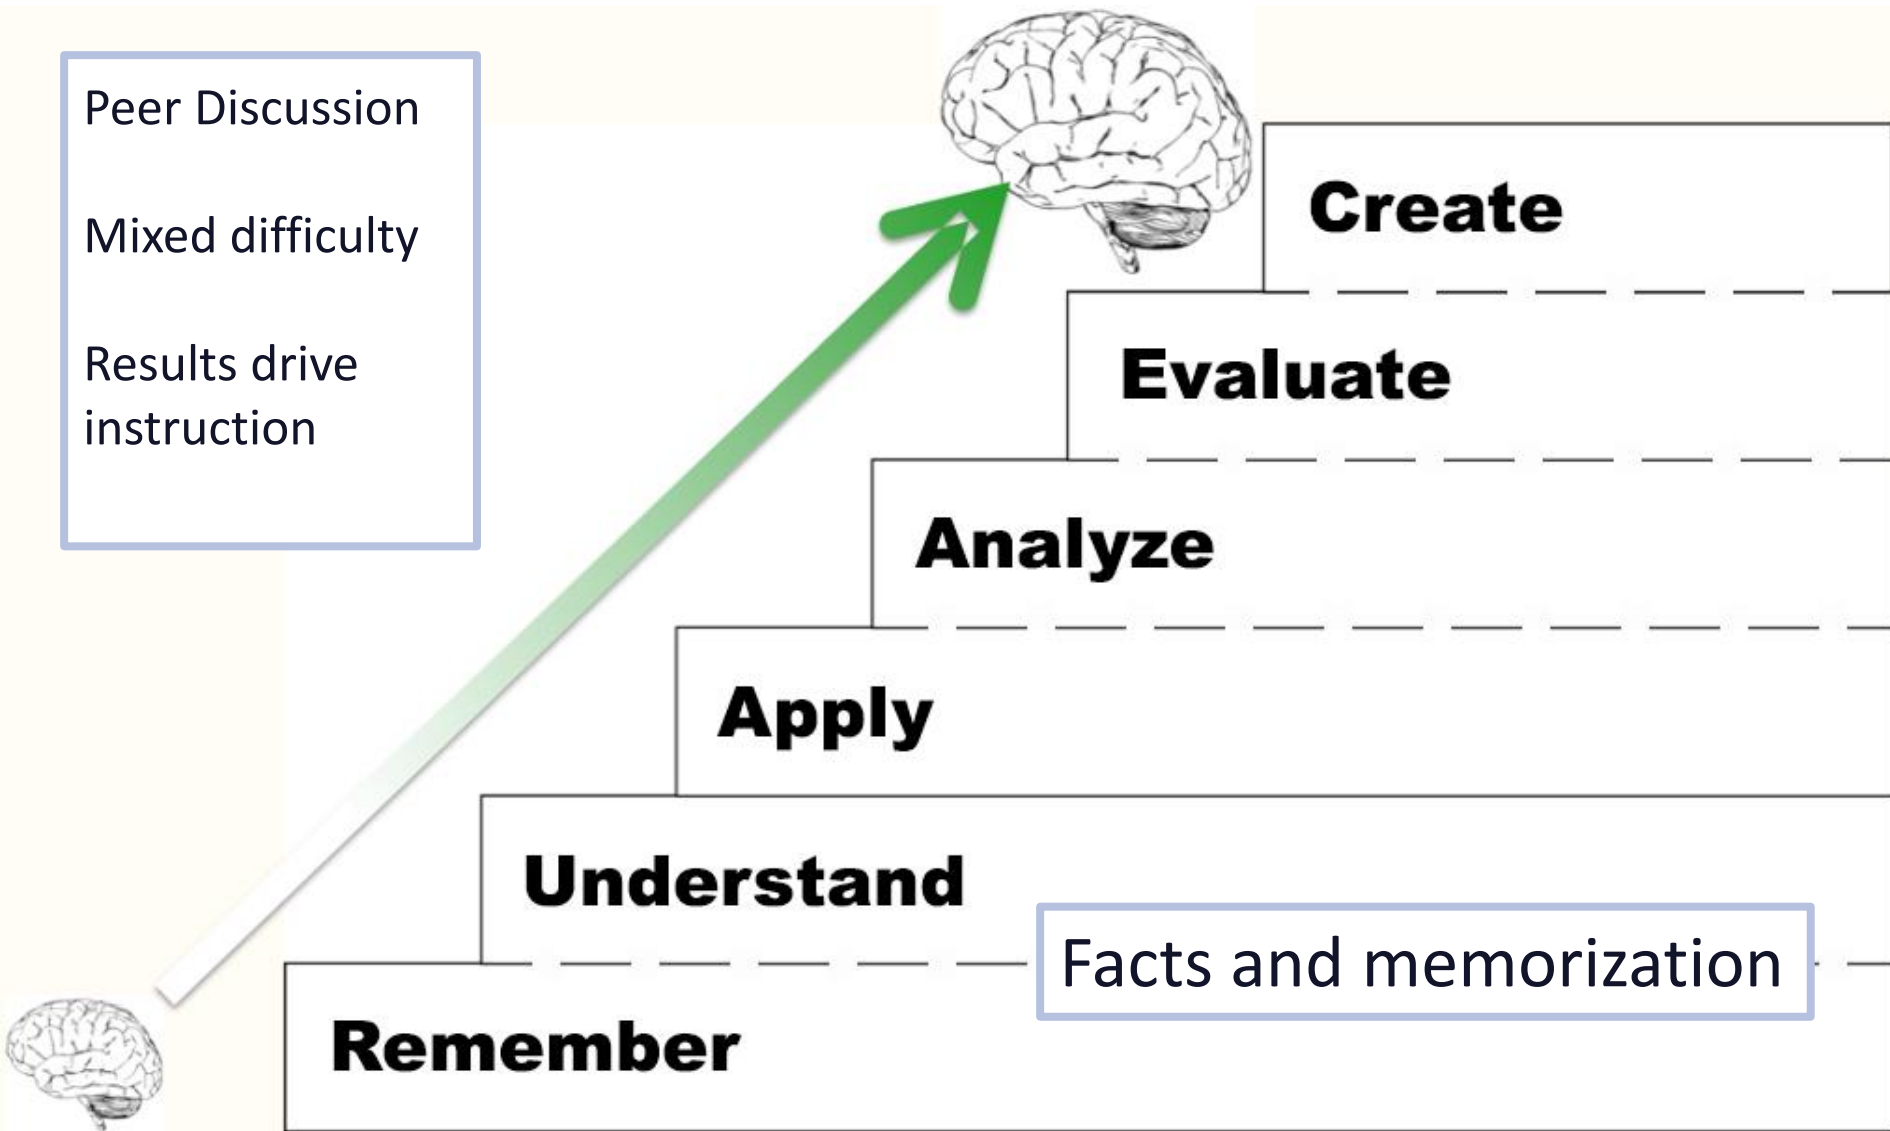 Peer Discussion
Mixed difficulty
Results drive
instruction
Create
Evaluate
Analyze
Apply
Understand
Facts and memorization
Remember